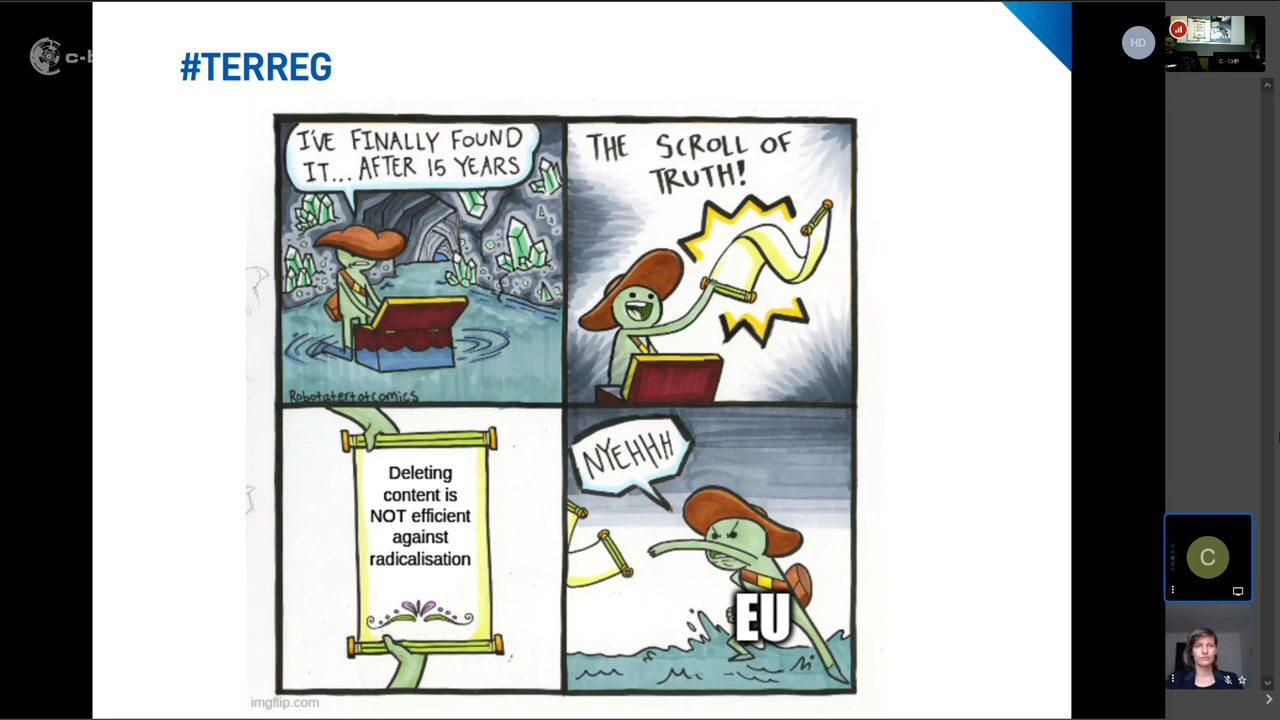 c-b
#TERREG
HD
c-be
I'VE FINALLY FOUND
IT... AFTER 15 YEARS
THE SCROLL OF
TRUTH!
Robotatertotcomics
Deleting
content is
NOT efficient
against
radicalisation
NYEHHH
EU
C
imgflip.com